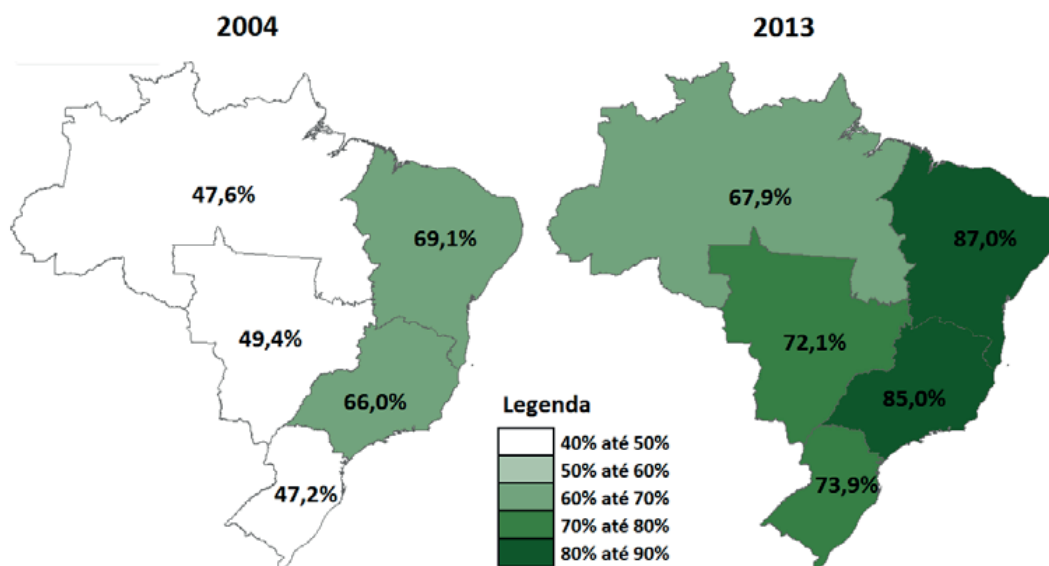 2004
2013
47,6%
69,1%
49,4%
66,0%
47,2%
67,9%
87,0%
72,1%
85,0%
73,9%
Legenda
40% até 50%
50% até 60%
60% até 70%
70% até 80%
80% até 90%